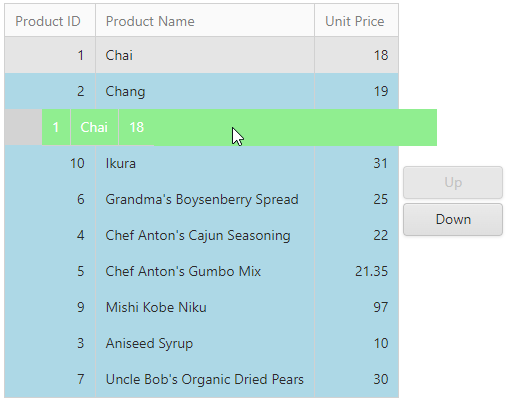 Product ID Product Name Unit Price
1 Chai 18
2 Chang 19
1 Chai 18
10 Ikura 31
Up
6 Grandma's Boysenberry Spread 25
Down
4 Chef Anton's Cajun Seasoning 22
5 Chef Anton's Gumbo Mix 21.35
9 Mishi Kobe Niku 97
3 Aniseed Syrup 10
7 Uncle Bob's Organic Dried Pears 30